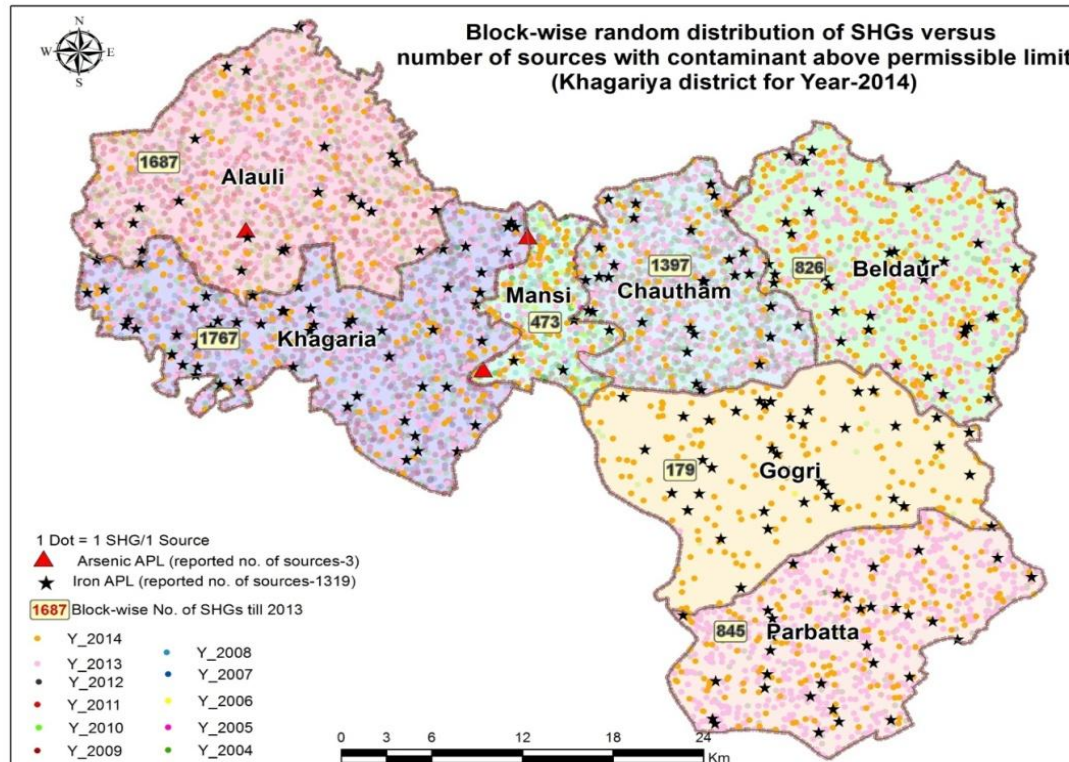 Block-wise random distribution of SHGs versus
number of sources with contaminant above permissible limit
(Khagariya district for Year-2014)
N
W E
S
1687
Alauli
1767
Khagaria
Mansi
473
1397
Chautham
826
Beldaur
179
Gogri
845
Parbatta
1 Dot = 1 SHG/1 Source
Arsenic APL (reported no. of sources-3)
Iron APL (reported no. of sources-1319)
1687 Block-wise No. of SHGs till 2013
Y_2014
Y_2013
Y_2012
Y_2011
Y_2010
Y_2009
Y_2008
Y_2007
Y_2006
Y_2005
Y_2004
0 3 6 12 18 24
Km